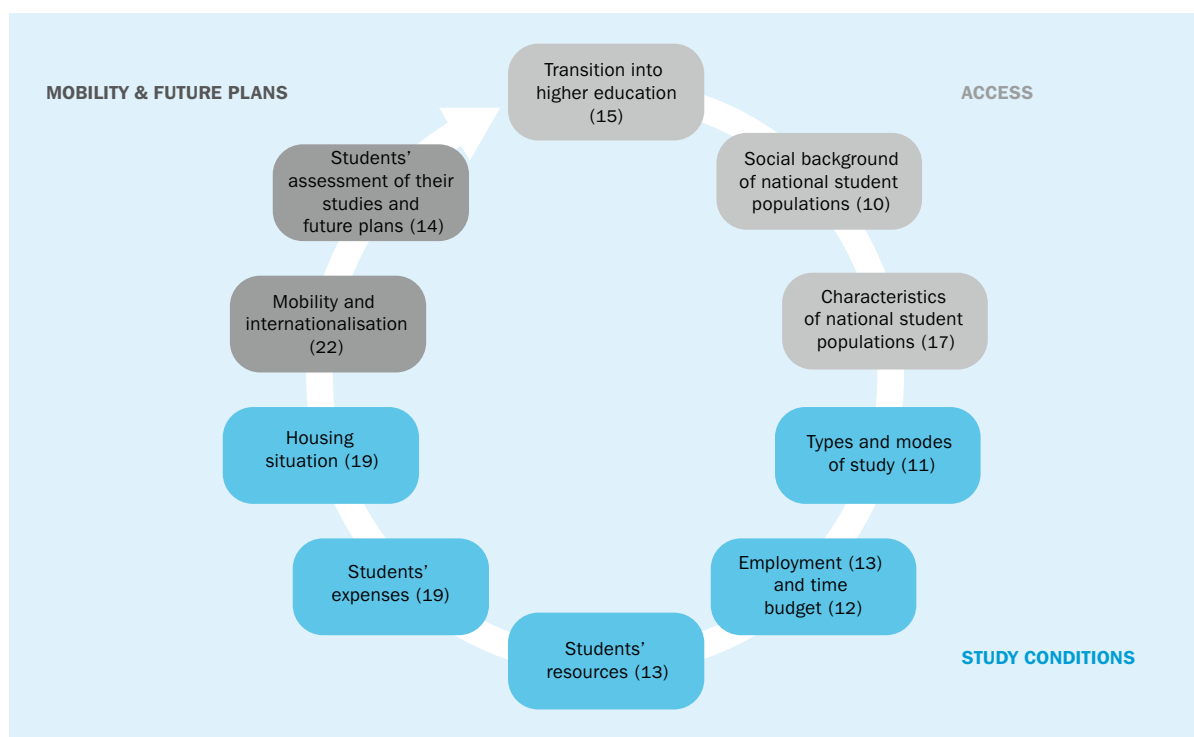 MOBILITY & FUTURE PLANS
ACCESS
Transition into
higher education
(15)
Social background
of national student
populations (10)
Characteristics
of national student
populations (17)
Types and modes
of study (11)
Employment (13)
and time
budget (12)
STUDY CONDITIONS
Students’
resources (13)
Students’
expenses (19)
Housing
situation (19)
Mobility and
internationalisation
(22)
Students’
assessment of their
studies and
future plans (14)